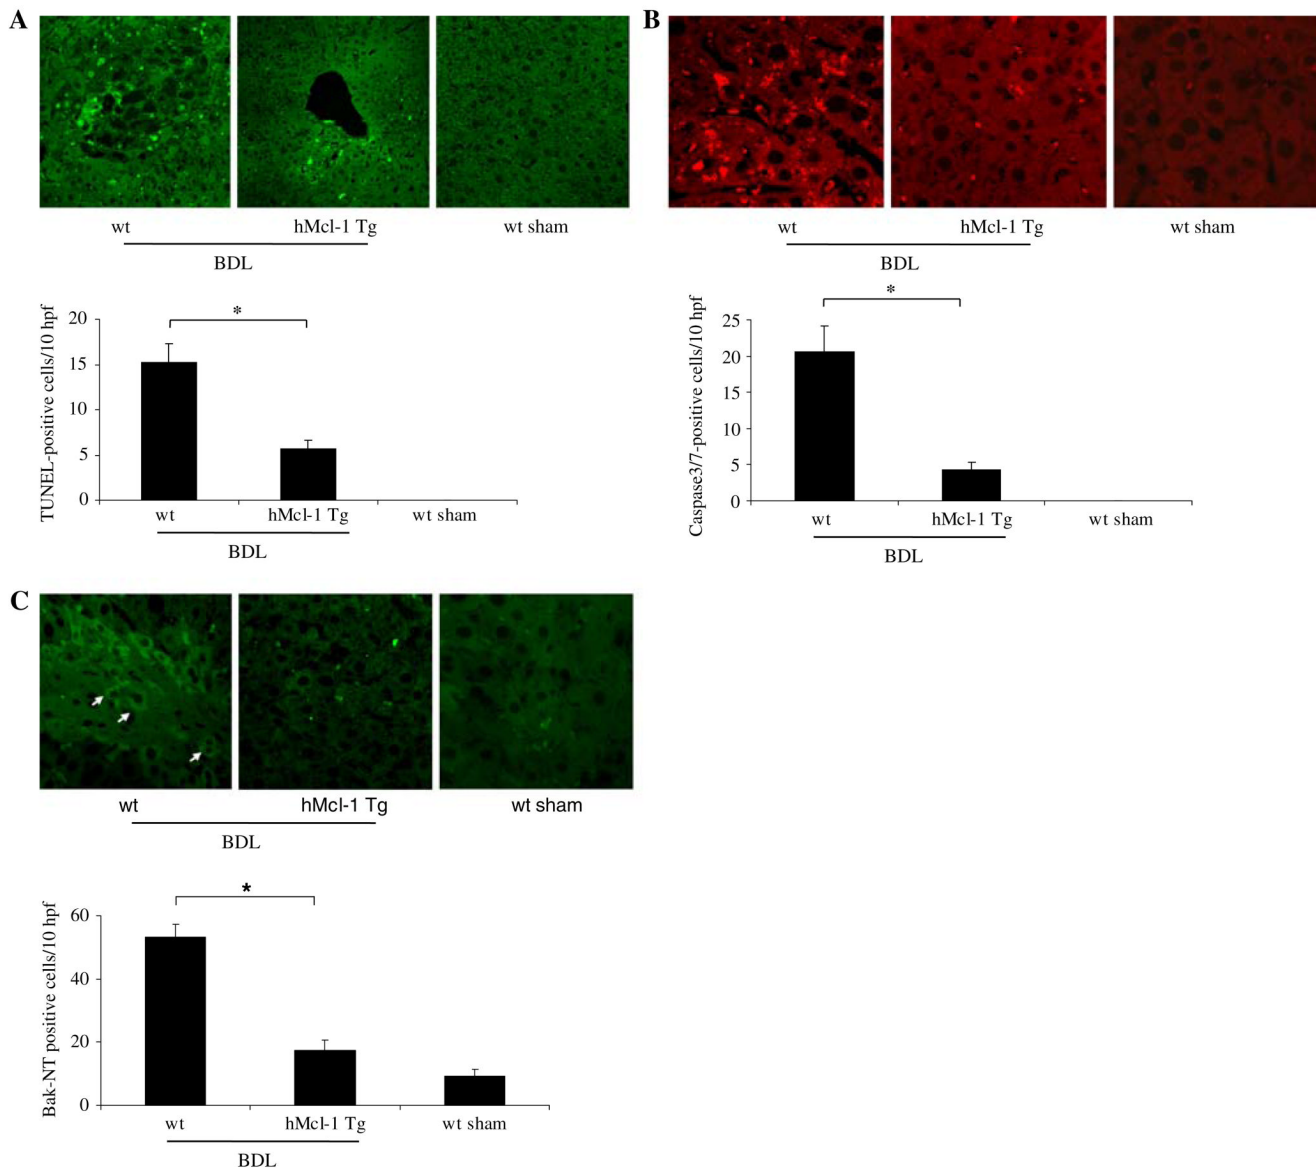 A
wt
hMcl-1 Tg
wt sham
BDL
TUNEL-positive cells/10 hpf
20
15
10
5
0
*
wt
hMcl-1 Tg
wt sham
BDL
B
wt
hMcl-1 Tg
wt sham
BDL
Caspase3/7-positive cells/10 hpf
25
20
15
10
5
0
*
wt
hMcl-1 Tg
wt sham
BDL
C
wt
hMcl-1 Tg
wt sham
BDL
Bak-NT positive cells/10 hpf
60
40
20
0
*
wt
hMcl-1 Tg
wt sham
BDL